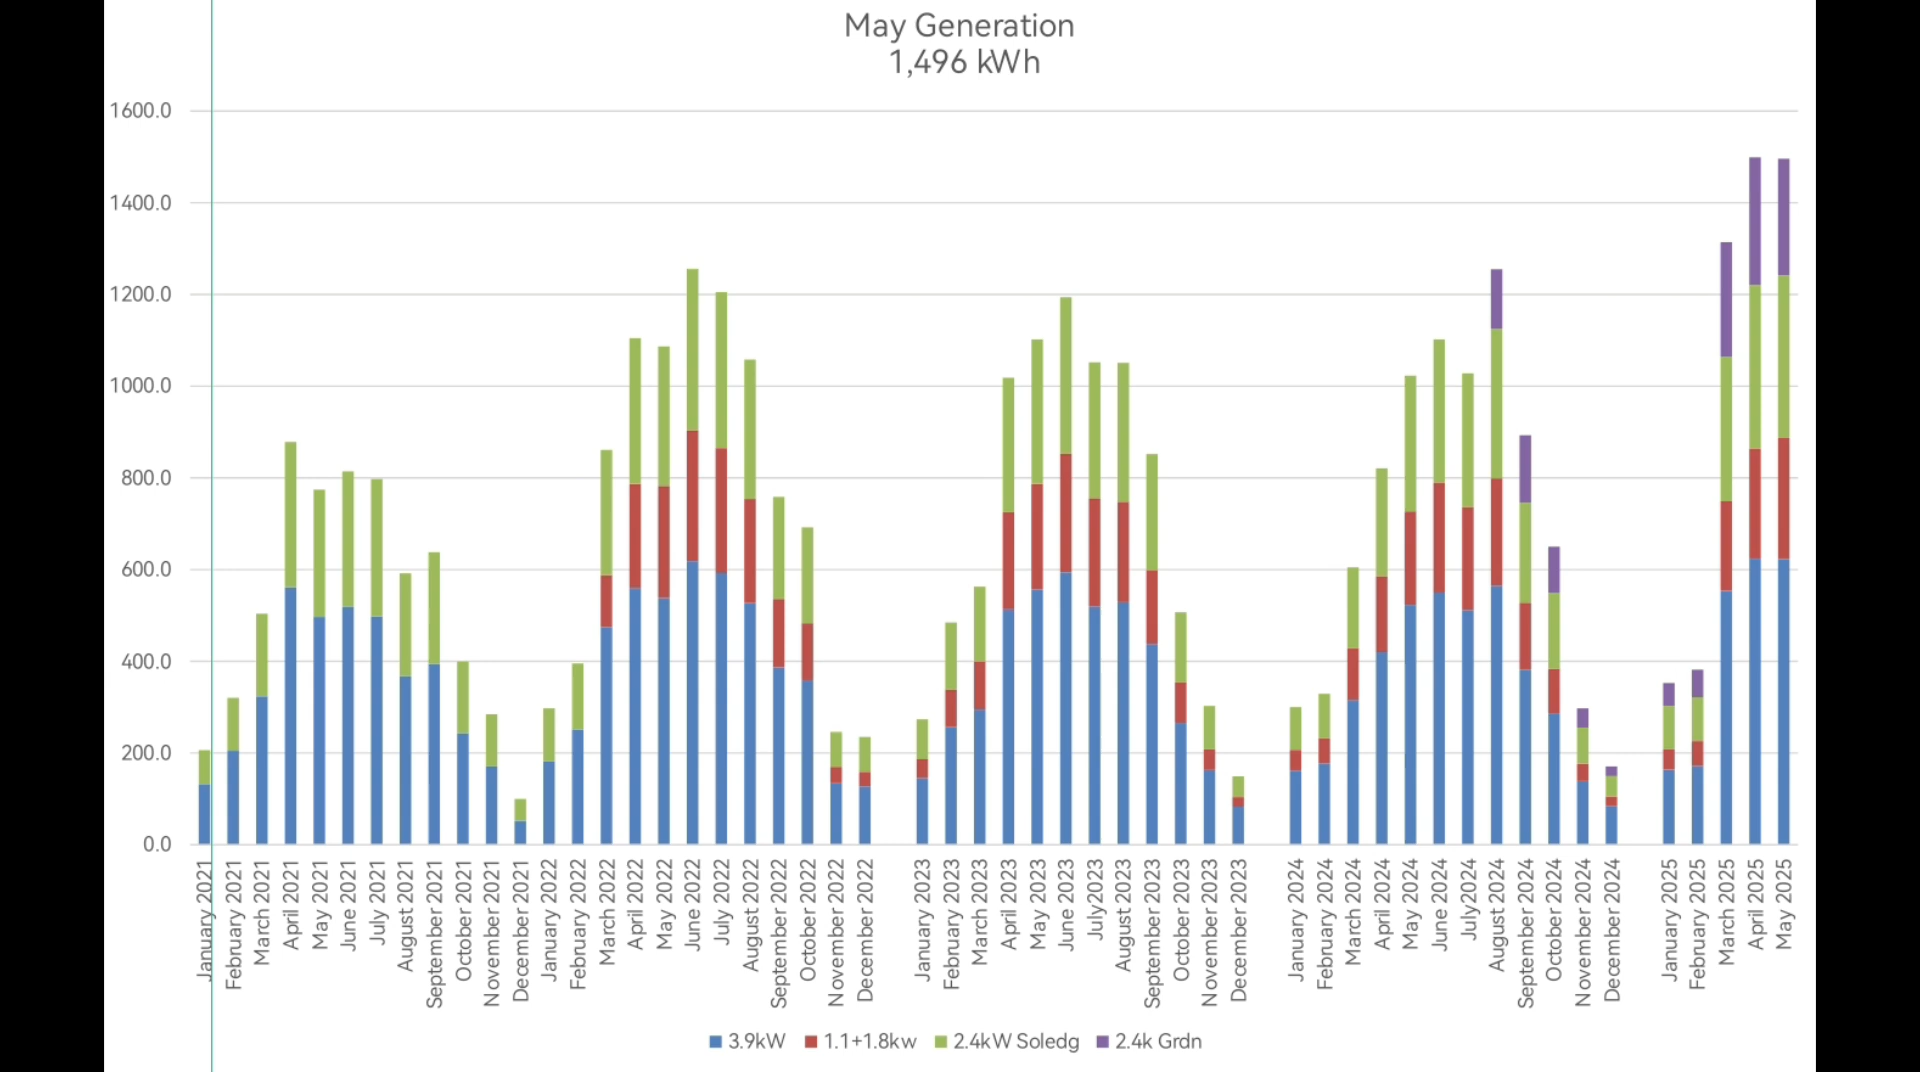 May Generation
1,496 kWh
1600.0
1400.0
1200.0
1000.0
800.0
600.0
400.0
200.0
0.0
January 2021
February 2021
March 2021
April 2021
May 2021
June 2021
July 2021
August 2021
September 2021
October 2021
November 2021
December 2021
January 2022
February 2022
March 2022
April 2022
May 2022
June 2022
July 2022
August 2022
September 2022
October 2022
November 2022
December 2022
January 2023
February 2023
March 2023
April 2023
May 2023
June 2023
July2023
August 2023
September 2023
October 2023
November 2023
December 2023
January 2024
February 2024
March 2024
April 2024
May 2024
June 2024
July2024
August 2024
September 2024
October 2024
November 2024
December 2024
January 2025
February 2025
March 2025
April 2025
May 2025
3.9kW 1.1+1.8kw 2.4kW Soledg 2.4k Grdn